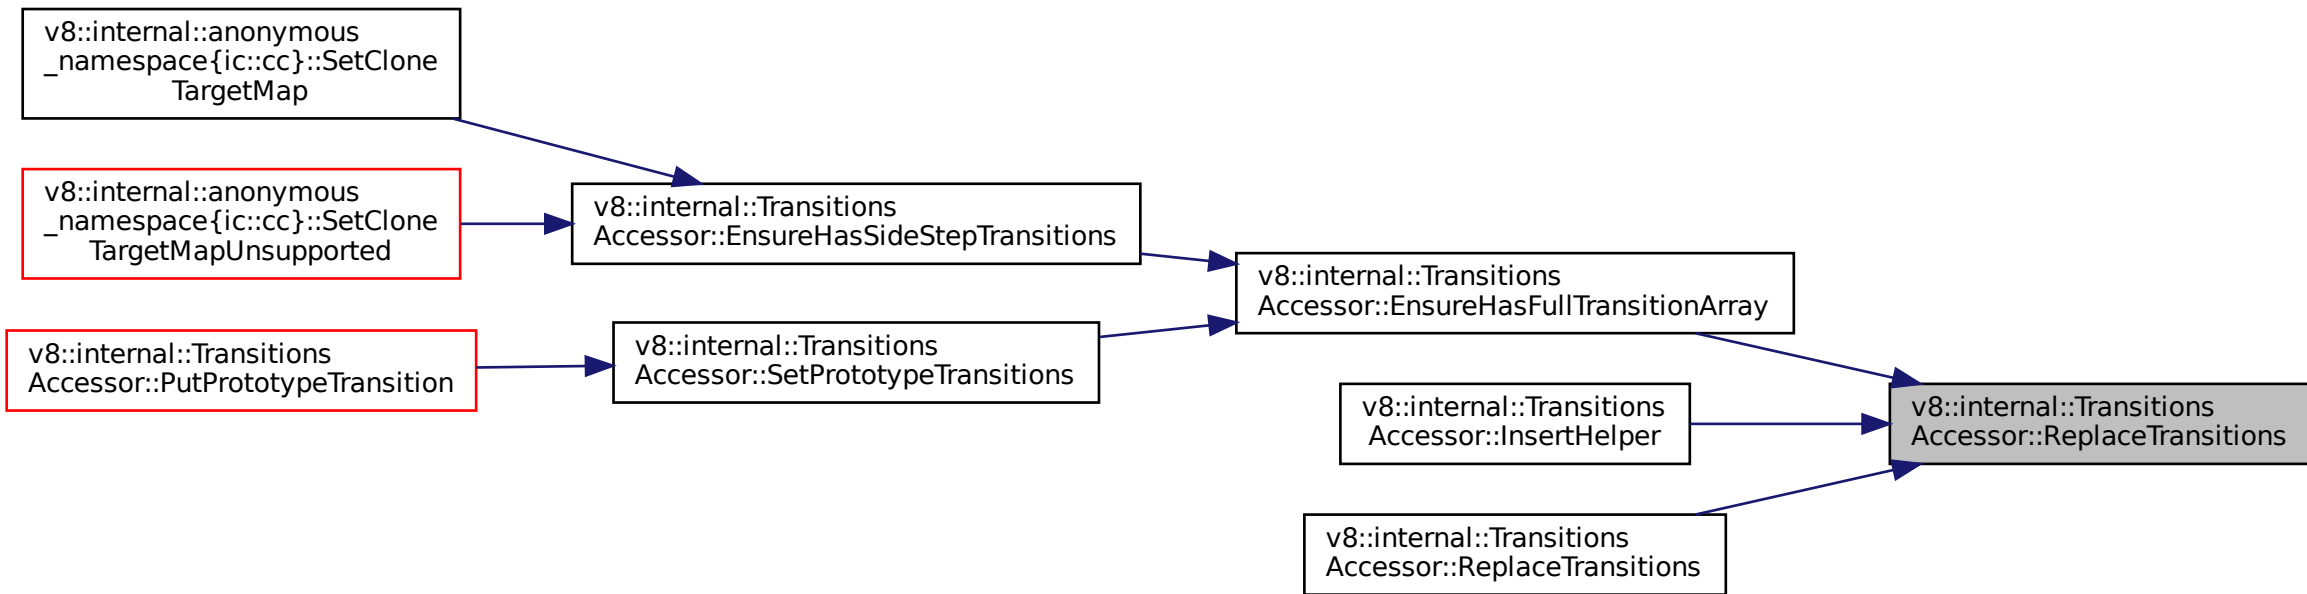 v8::internal::anonymous
_namespace{ic::cc}::SetClone
TargetMap
v8::internal::anonymous
_namespace{ic::cc}::SetClone
TargetMapUnsupported
v8::internal::Transitions
Accessor::PutPrototypeTransition
v8::internal::Transitions
Accessor::EnsureHasSideStepTransitions
v8::internal::Transitions
Accessor::SetPrototypeTransitions
v8::internal::Transitions
Accessor::EnsureHasFullTransitionArray
v8::internal::Transitions
Accessor::InsertHelper
v8::internal::Transitions
Accessor::ReplaceTransitions
v8::internal::Transitions
Accessor::ReplaceTransitions